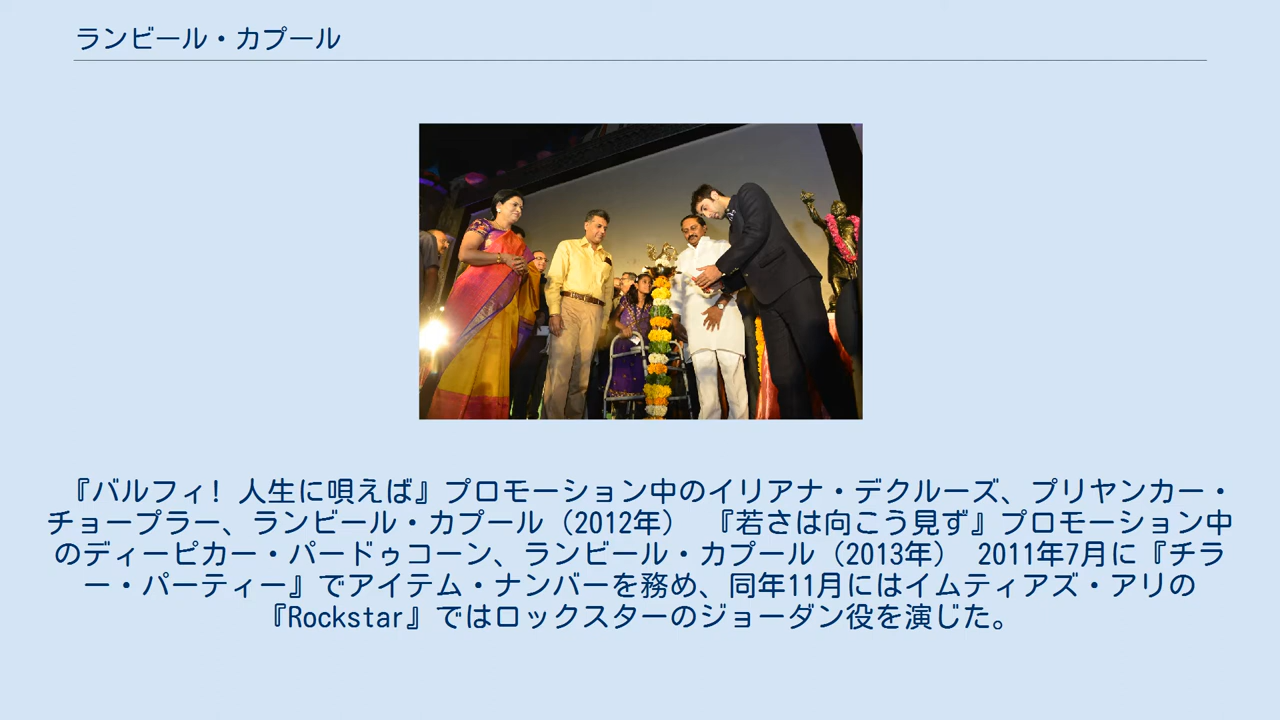 ランビール・カプール
『バルフィ! 人生に唄えば』プロモーション中のイリアナ・デクルーズ、プリヤンカー・
チョープラー、ランビール・カプール（2012年） 『若さは向こう見ず』プロモーション中
のディーピカー・パードゥコーン、ランビール・カプール（2013年） 2011年7月に『チラ
ー・パーティー』でアイテム・ナンバーを務め、同年11月にはイムティアズ・アリの
『Rockstar』ではロックスターのジョーダン役を演じた。